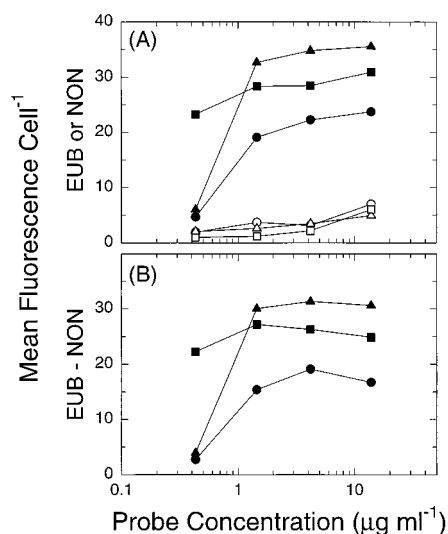 (A)
40
30
20
10
0
EUB or NON
Mean Fluorescence Cell⁻¹
(B)
30
20
10
0
EUB - NON
0.1 1 10
Probe Concentration (µg ml⁻¹)